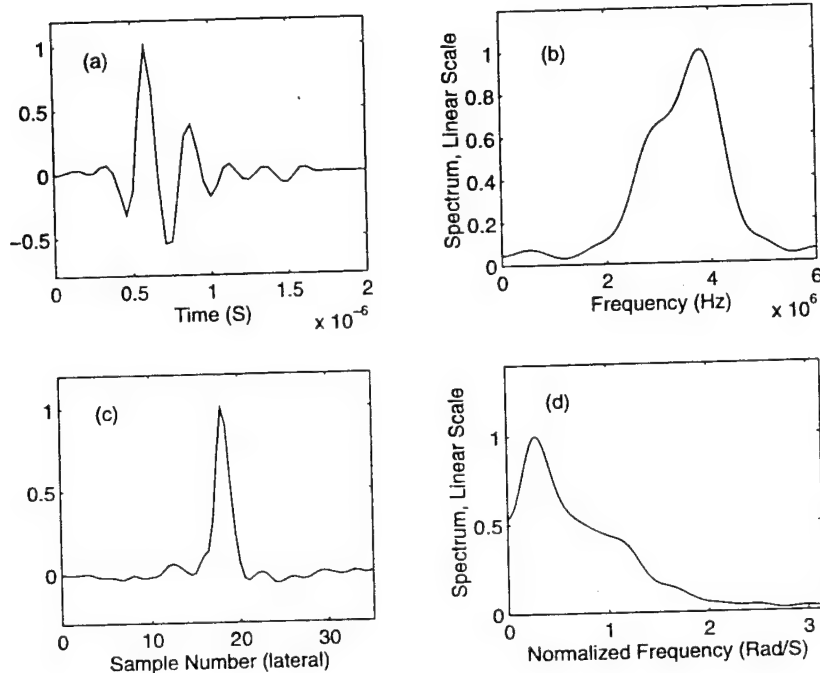 (a)
1
0.5
0
−0.5
0
0.5
1
1.5
2
Time (S)
x 10⁻⁶
(b)
Spectrum, Linear Scale
1
0.8
0.6
0.4
0.2
0
0
2
4
6
Frequency (Hz)
x 10⁶
(c)
1
0.5
0
0
10
20
30
Sample Number (lateral)
(d)
Spectrum, Linear Scale
1
0.5
0
0
1
2
3
Normalized Frequency (Rad/S)